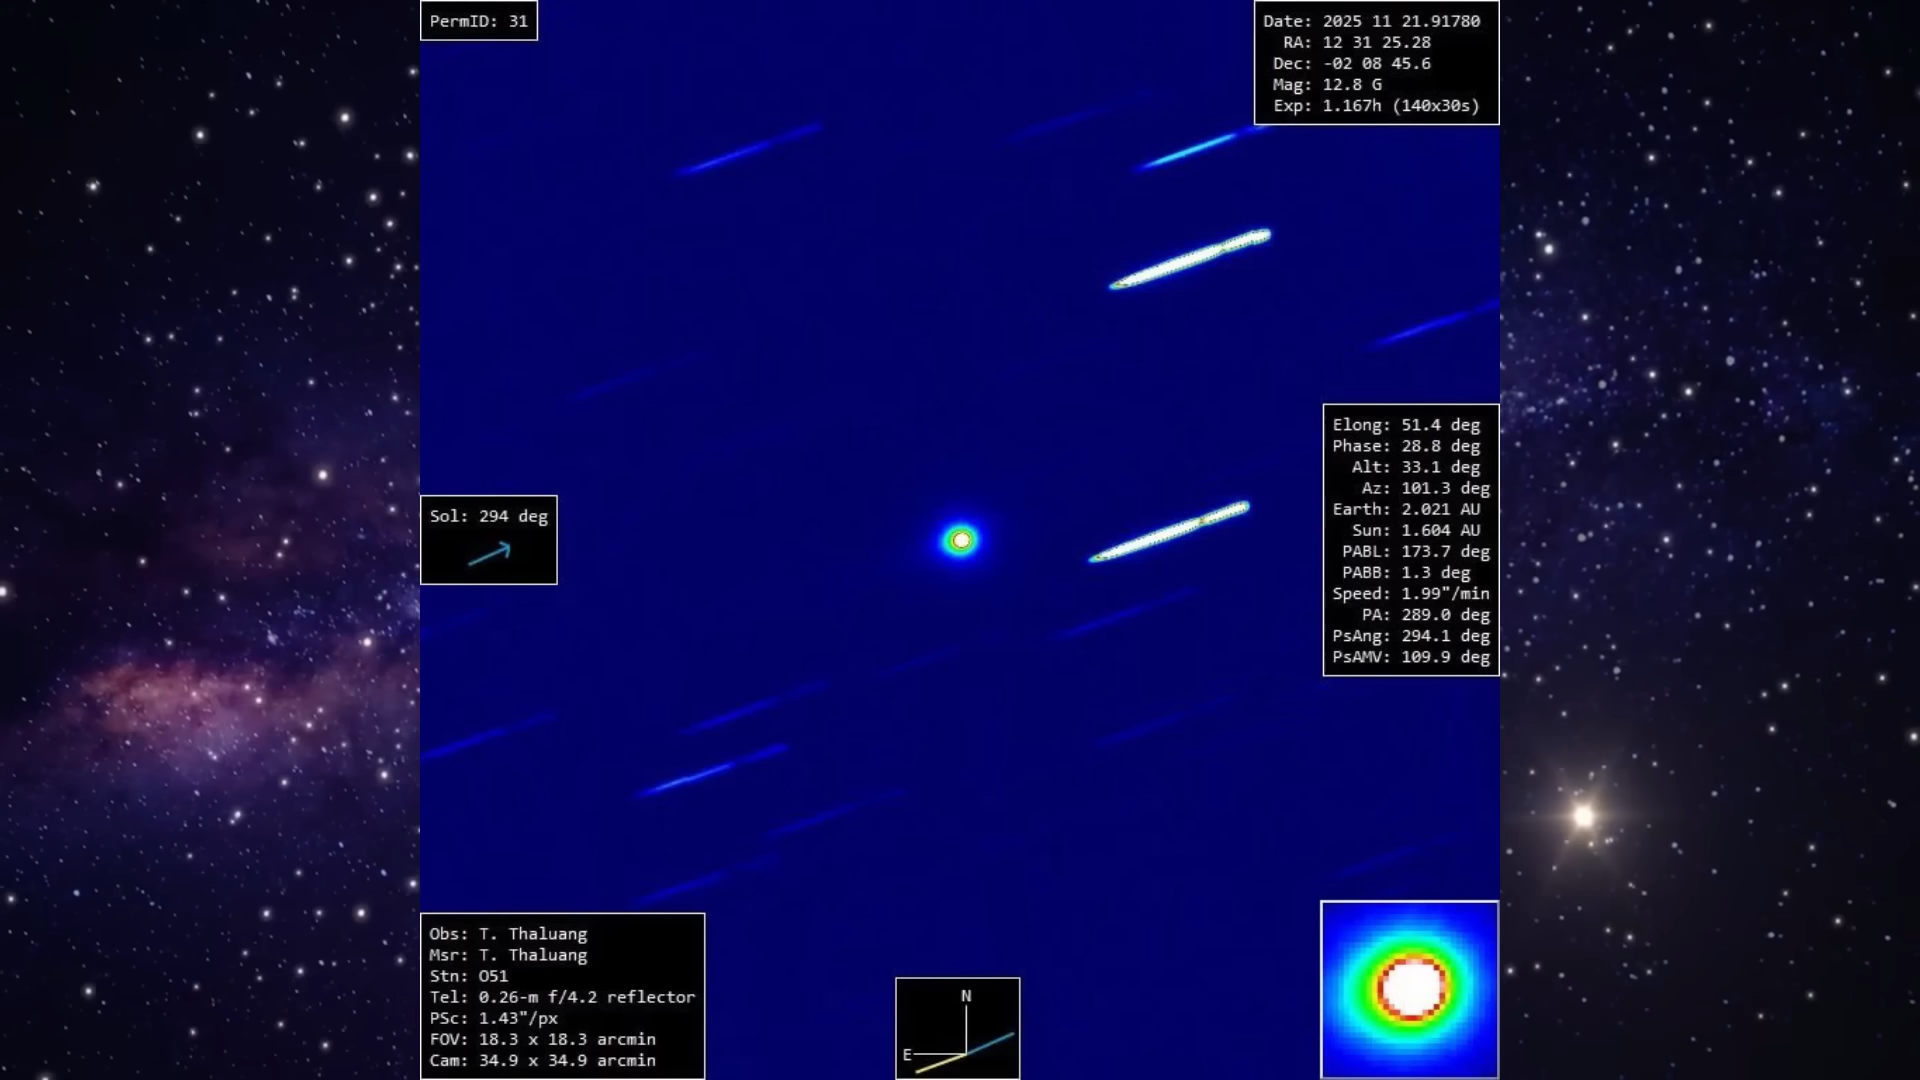 PermID: 31
Date: 2025 11 21.91780
RA: 12 31 25.28
Dec: -02 08 45.6
Mag: 12.8 G
Exp: 1.167h (140x30s)
Elong: 51.4 deg
Phase: 28.8 deg
Alt: 33.1 deg
Az: 101.3 deg
Earth: 2.021 AU
Sun: 1.604 AU
PABL: 173.7 deg
PABB: 1.3 deg
Speed: 1.99"/min
PA: 289.0 deg
PsAng: 294.1 deg
PsAMV: 109.9 deg
Sol: 294 deg
Obs: T. Thaluang
Msr: T. Thaluang
Stn: O51
Tel: 0.26-m f/4.2 reflector
PSc: 1.43"/px
FOV: 18.3 x 18.3 arcmin
Cam: 34.9 x 34.9 arcmin
N
E